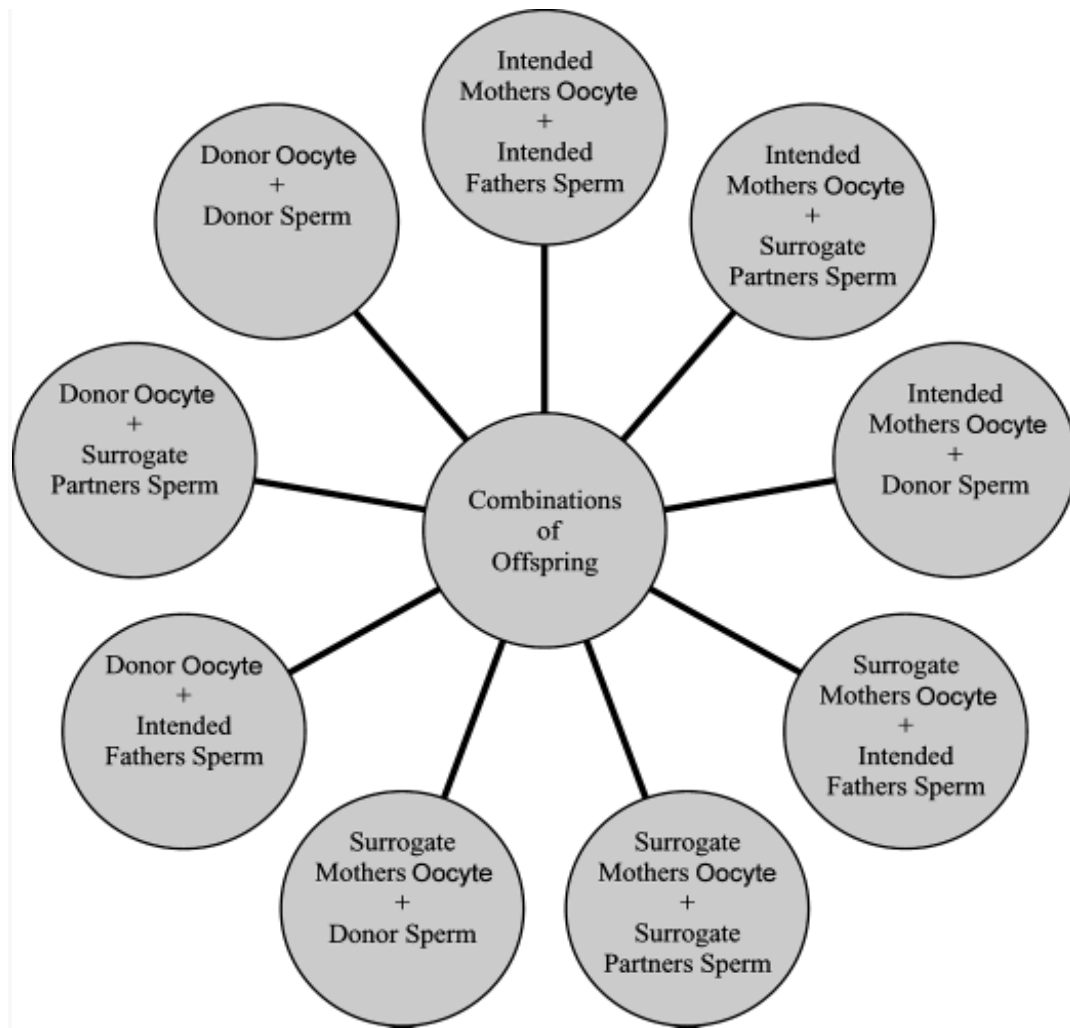 Intended
Mothers Oocyte
+
Intended
Fathers Sperm
Intended
Mothers Oocyte
+
Surrogate
Partners Sperm
Intended
Mothers Oocyte
+
Donor Sperm
Surrogate
Mothers Oocyte
+
Intended
Fathers Sperm
Surrogate
Mothers Oocyte
+
Surrogate
Partners Sperm
Surrogate
Mothers Oocyte
+
Donor Sperm
Donor Oocyte
+
Intended
Fathers Sperm
Donor Oocyte
+
Surrogate
Partners Sperm
Donor Oocyte
+
Donor Sperm
Combinations
of
Offspring